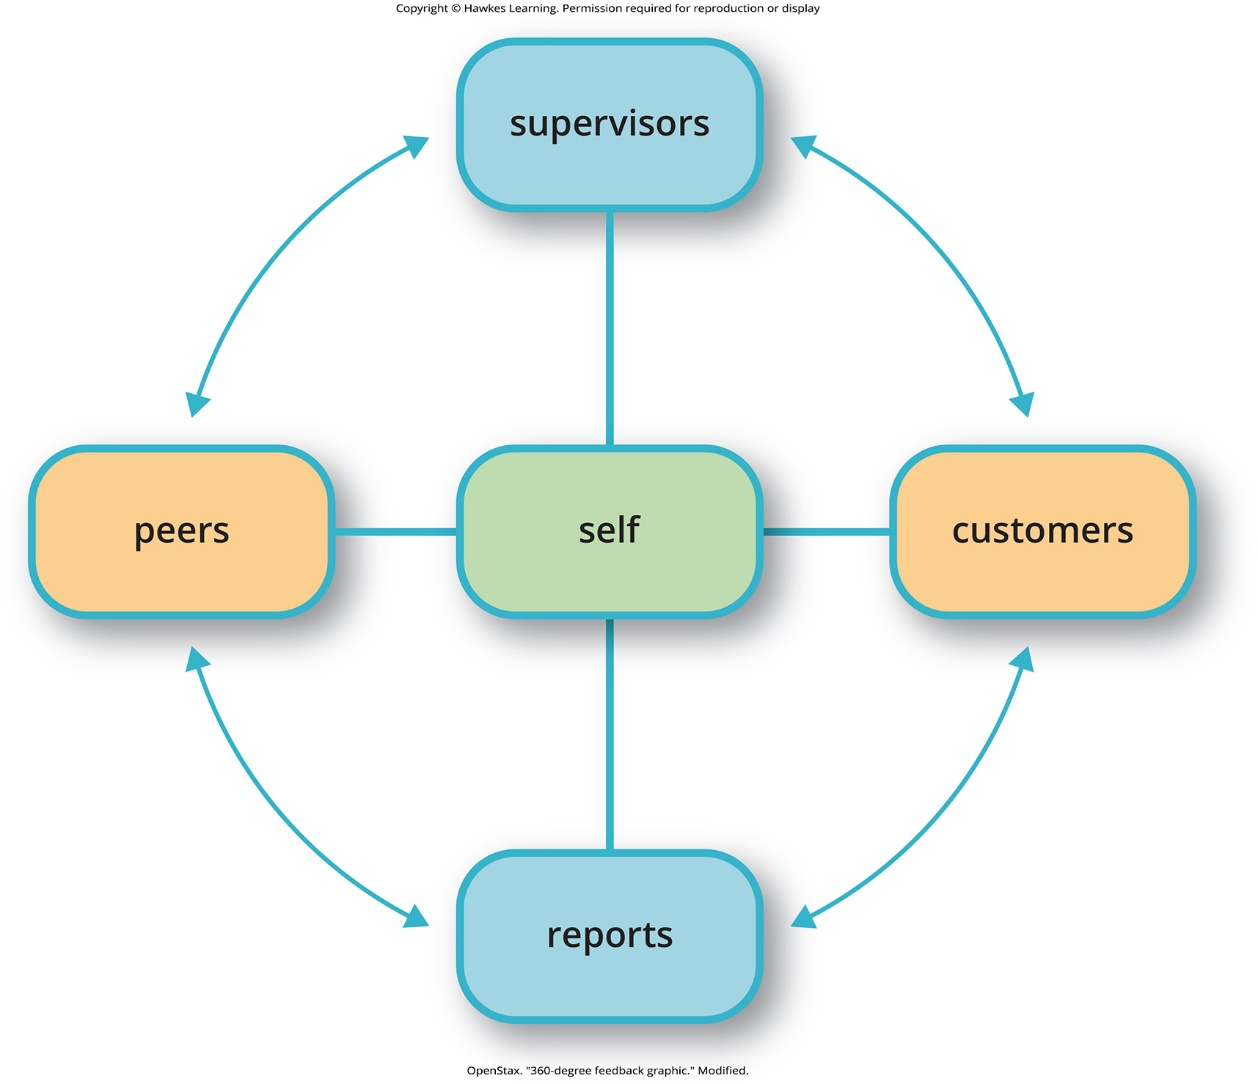 Copyright © Hawkes Learning. Permission required for reproduction or display
supervisors
peers
self
customers
reports
OpenStax. "360-degree feedback graphic." Modified.